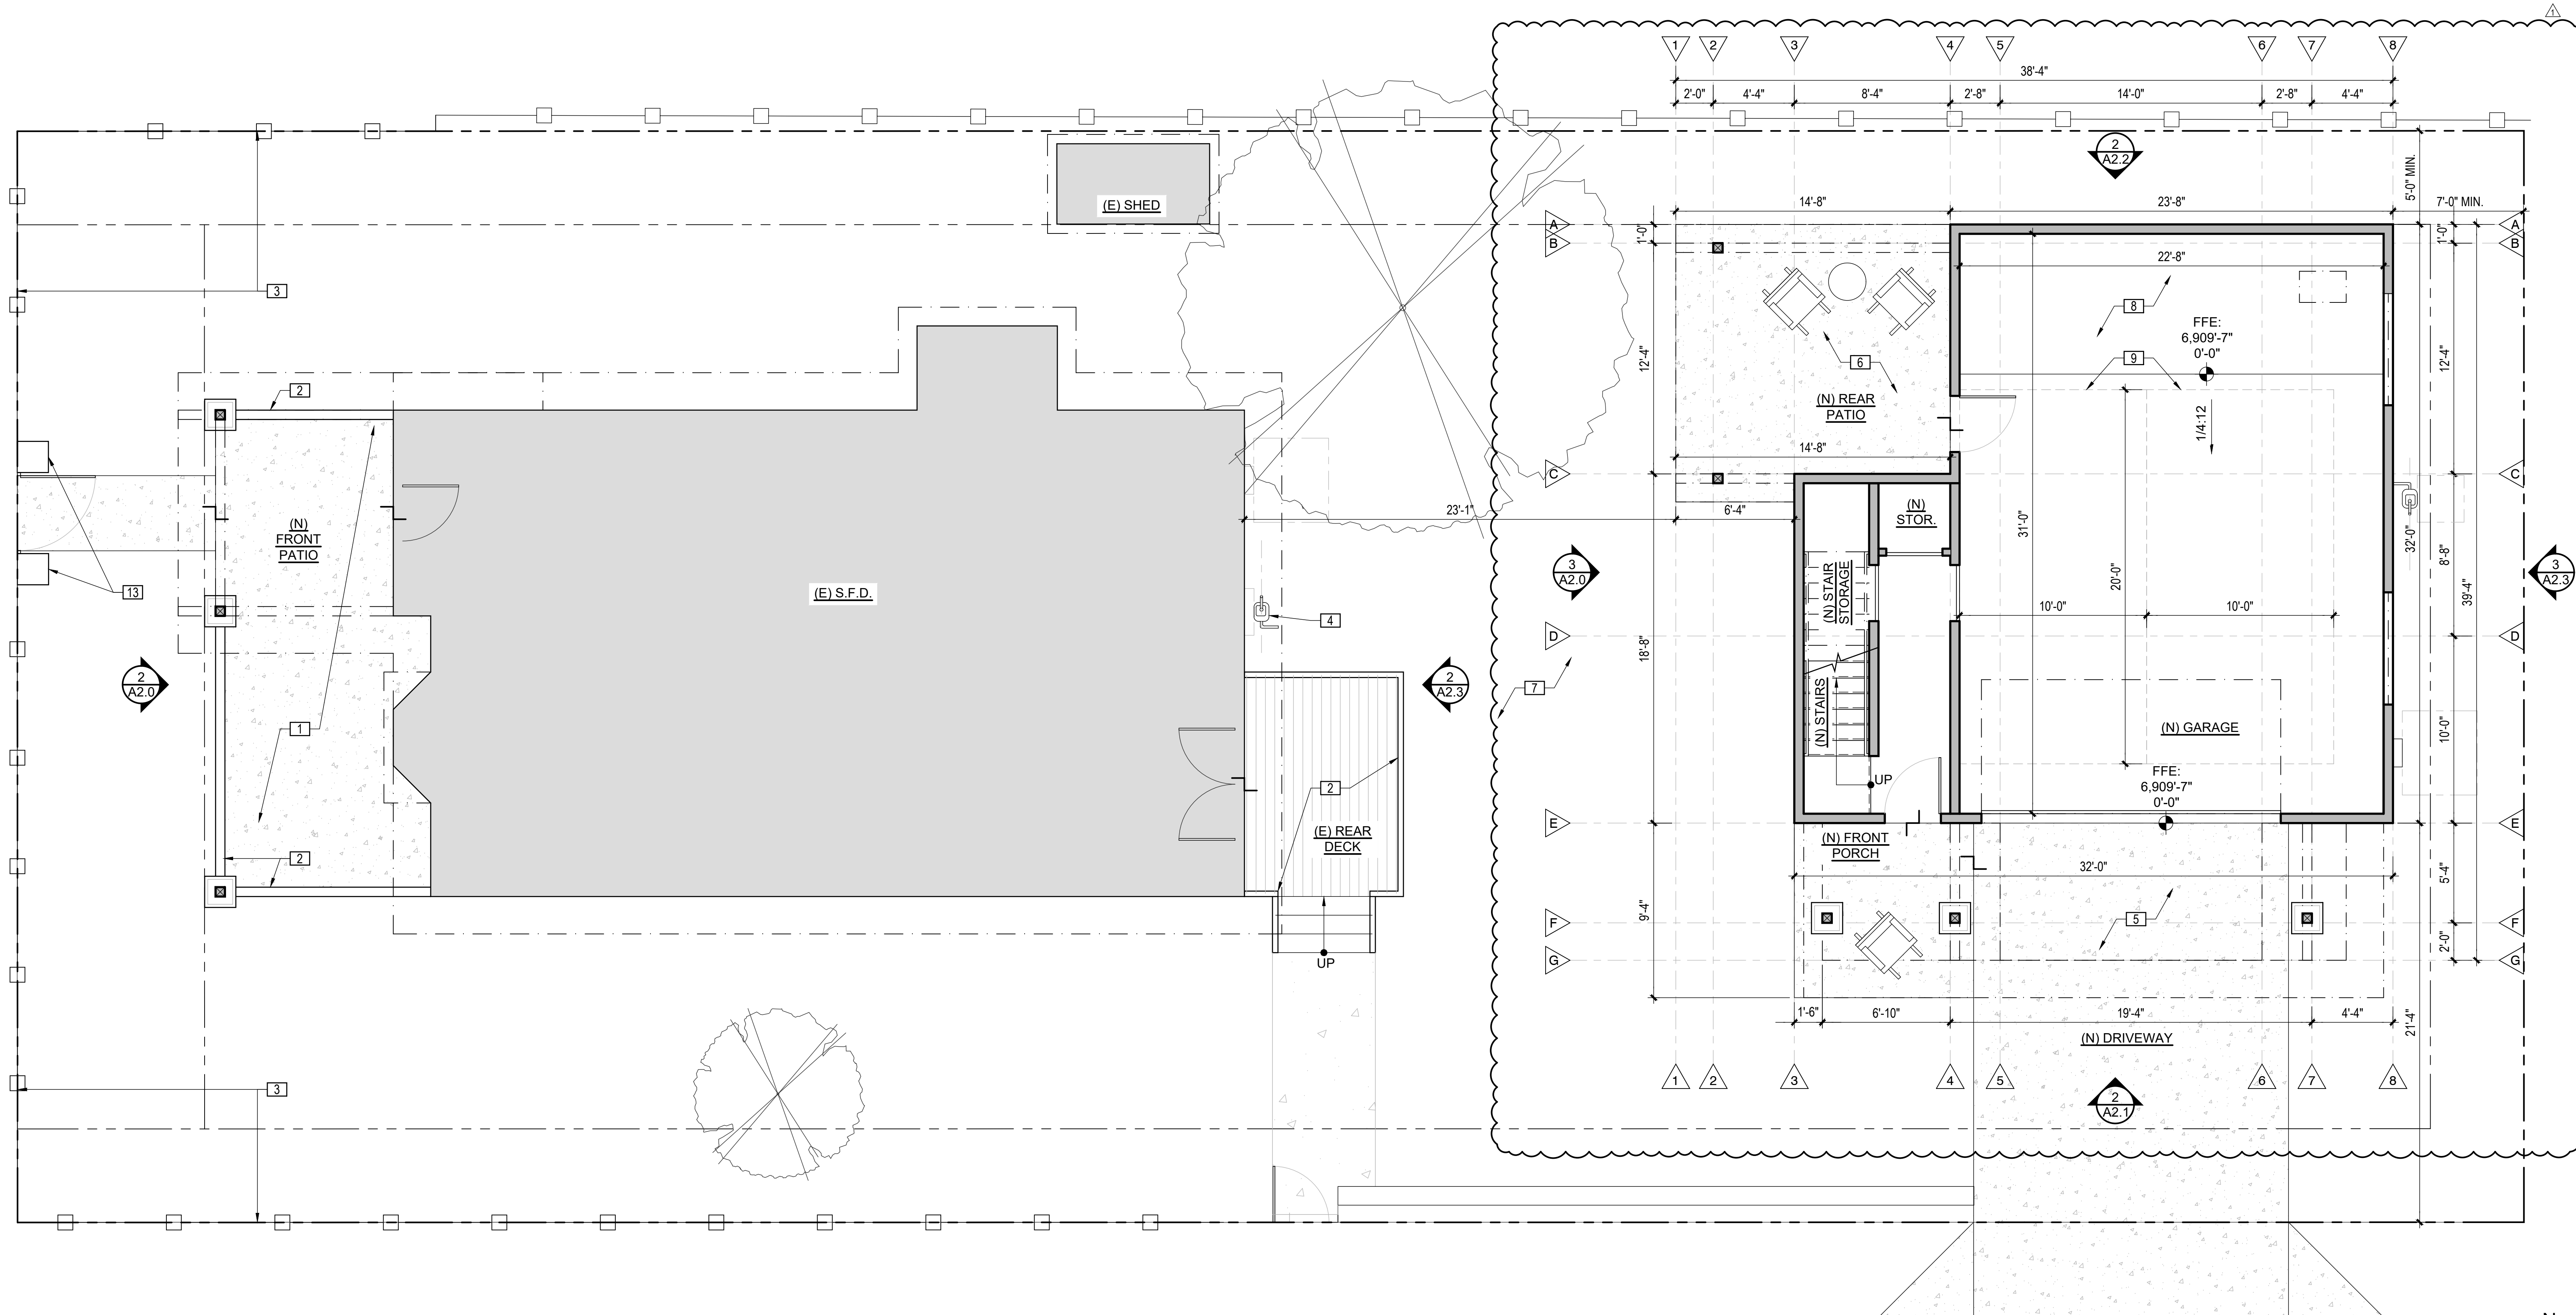 1
1 2 3 4 5 6 7 8
38'-4"
2'-0" 4'-4" 8'-4" 2'-8" 14'-0" 2'-8" 4'-4"
2
A2.2
5'-0" MIN.
(E) SHED
14'-8" 23'-8" 7'-0" MIN.
A A
1'-0" 1'-0"
B B
22'-8"
3
8
FFE:
6,909'-7"
0'-0"
12'-4" 6 9 12'-4"
2
(N) REAR
PATIO
1/4:12
14'-8"
C C
23'-1" 6'-4"
(N)
STOR.
(N)
FRONT
PATIO
31'-0"
32'-0"
8'-8"
3
A2.0
3
A2.3
13
(E) S.F.D.
(N) STAIR
STORAGE
20'-0"
39'-4"
4
10'-0" 10'-0"
D D
18'-8"
2
A2.0
2
A2.3
7
1
(N) STAIRS
(N) GARAGE
10'-0"
FFE:
6,909'-7"
0'-0"
UP
2
E E
(E) REAR
DECK
(N) FRONT
PORCH
2
32'-0"
5'-4"
9'-4"
F 5 F
2'-0"
G G
UP
1'-6" 6'-10" 19'-4" 4'-4"
21'-4"
(N) DRIVEWAY
1 2 3 4 5 6 7 8
3
2
A2.1